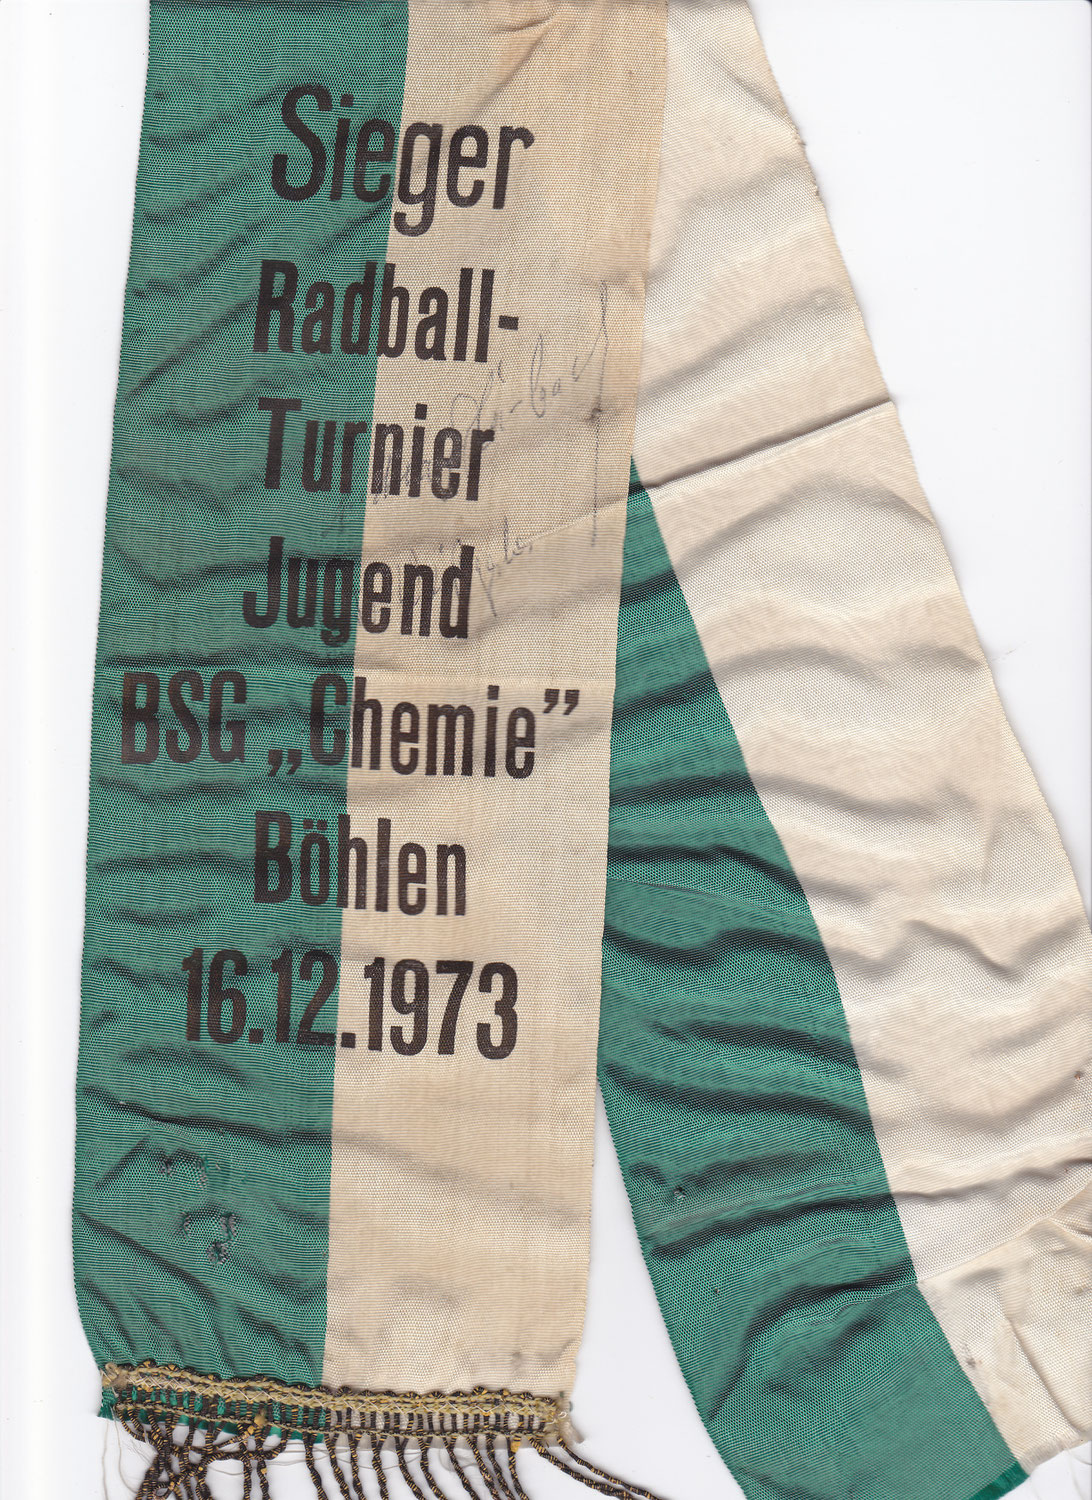 Sieger
Radball-
Turnier
Jugend
BSG „Chemie”
Böhlen
16.12.1973